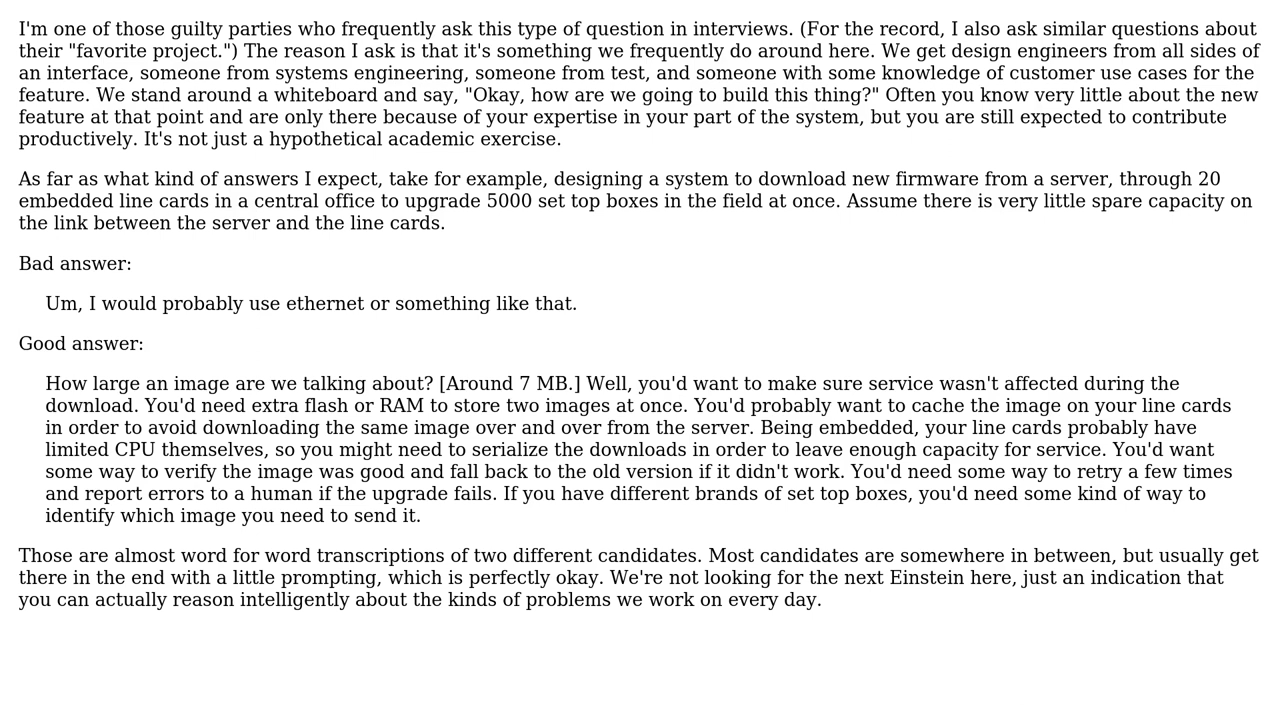 I'm one of those guilty parties who frequently ask this type of question in interviews. (For the record, I also ask similar questions about
their "favorite project.") The reason I ask is that it's something we frequently do around here. We get design engineers from all sides of
an interface, someone from systems engineering, someone from test, and someone with some knowledge of customer use cases for the
feature. We stand around a whiteboard and say, "Okay, how are we going to build this thing?" Often you know very little about the new
feature at that point and are only there because of your expertise in your part of the system, but you are still expected to contribute
productively. It's not just a hypothetical academic exercise.
As far as what kind of answers I expect, take for example, designing a system to download new firmware from a server, through 20
embedded line cards in a central office to upgrade 5000 set top boxes in the field at once. Assume there is very little spare capacity on
the link between the server and the line cards.
Bad answer:
Um, I would probably use ethernet or something like that.
Good answer:
How large an image are we talking about? [Around 7 MB.] Well, you'd want to make sure service wasn't affected during the
download. You'd need extra flash or RAM to store two images at once. You'd probably want to cache the image on your line cards
in order to avoid downloading the same image over and over from the server. Being embedded, your line cards probably have
limited CPU themselves, so you might need to serialize the downloads in order to leave enough capacity for service. You'd want
some way to verify the image was good and fall back to the old version if it didn't work. You'd need some way to retry a few times
and report errors to a human if the upgrade fails. If you have different brands of set top boxes, you'd need some kind of way to
identify which image you need to send it.
Those are almost word for word transcriptions of two different candidates. Most candidates are somewhere in between, but usually get
there in the end with a little prompting, which is perfectly okay. We're not looking for the next Einstein here, just an indication that
you can actually reason intelligently about the kinds of problems we work on every day.